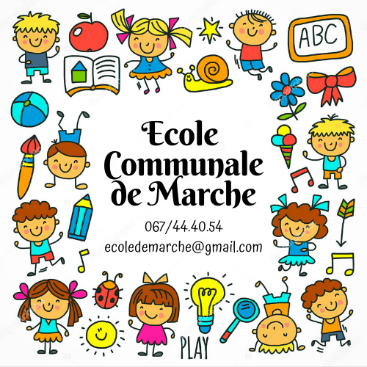 ABC
Ecole
Communale
de Marche
067/44.40.54
ecoledemarche@gmail.com
PLAY